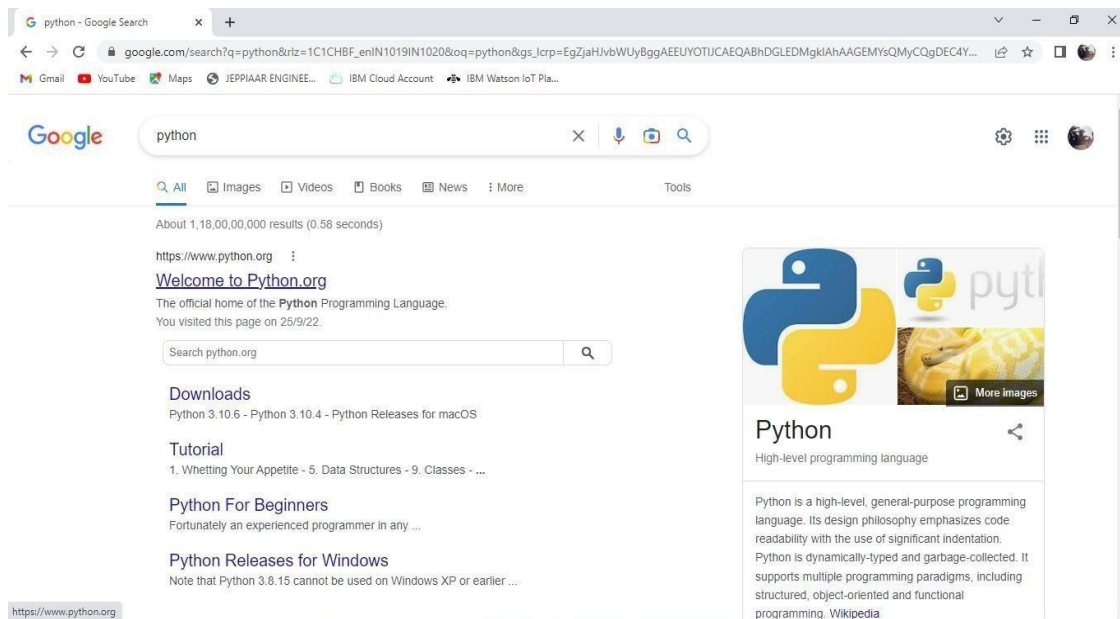 python - Google Search
google.com/search?q=python&rlz=1C1CHBF_enIN1019IN1020&oq=python&gs_lcrp=EgZjaHJvbWUyBggAEEUYOTIJCAEQABhDGLEDMgkIAhAAGEMYsQMyCQgDEC4Y...
Gmail YouTube Maps JEPPIAAR ENGINEE... IBM Cloud Account IBM Watson IoT Pla...
Google
python
All Images Videos Books News More Tools
About 1,18,00,00,000 results (0.58 seconds)
https://www.python.org
Welcome to Python.org
The official home of the Python Programming Language.
You visited this page on 25/9/22.
Search python.org
Downloads
Python 3.10.6 - Python 3.10.4 - Python Releases for macOS
Tutorial
1. Whetting Your Appetite - 5. Data Structures - 9. Classes - ...
Python For Beginners
Fortunately an experienced programmer in any ...
Python Releases for Windows
Note that Python 3.8.15 cannot be used on Windows XP or earlier ...
pyth
More images
Python
High-level programming language
Python is a high-level, general-purpose programming
language. Its design philosophy emphasizes code
readability with the use of significant indentation.
Python is dynamically-typed and garbage-collected. It
supports multiple programming paradigms, including
structured, object-oriented and functional
programming. Wikipedia
https://www.python.org